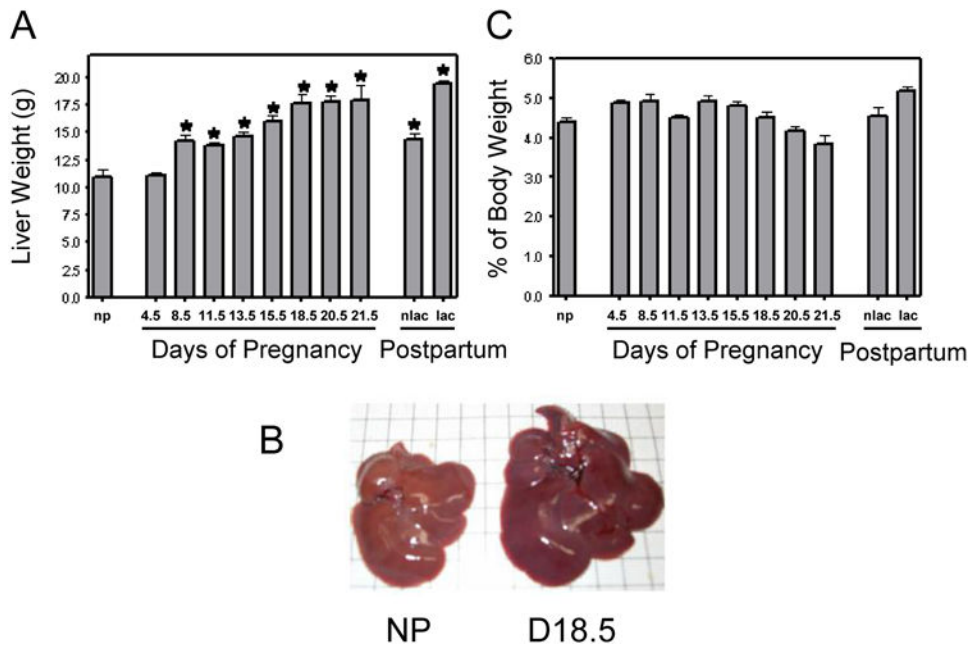 A
Liver Weight (g)
20.0
17.5
15.0
12.5
10.0
7.5
5.0
2.5
0.0
★ ★ ★ ★ ★ ★ ★ ★ ★
np 4.5 8.5 11.5 13.5 15.5 18.5 20.5 21.5 nlac lac
Days of Pregnancy Postpartum
C
% of Body Weight
6.0
5.0
4.0
3.0
2.0
1.0
0.0
np 4.5 8.5 11.5 13.5 15.5 18.5 20.5 21.5 nlac lac
Days of Pregnancy Postpartum
B
NP D18.5